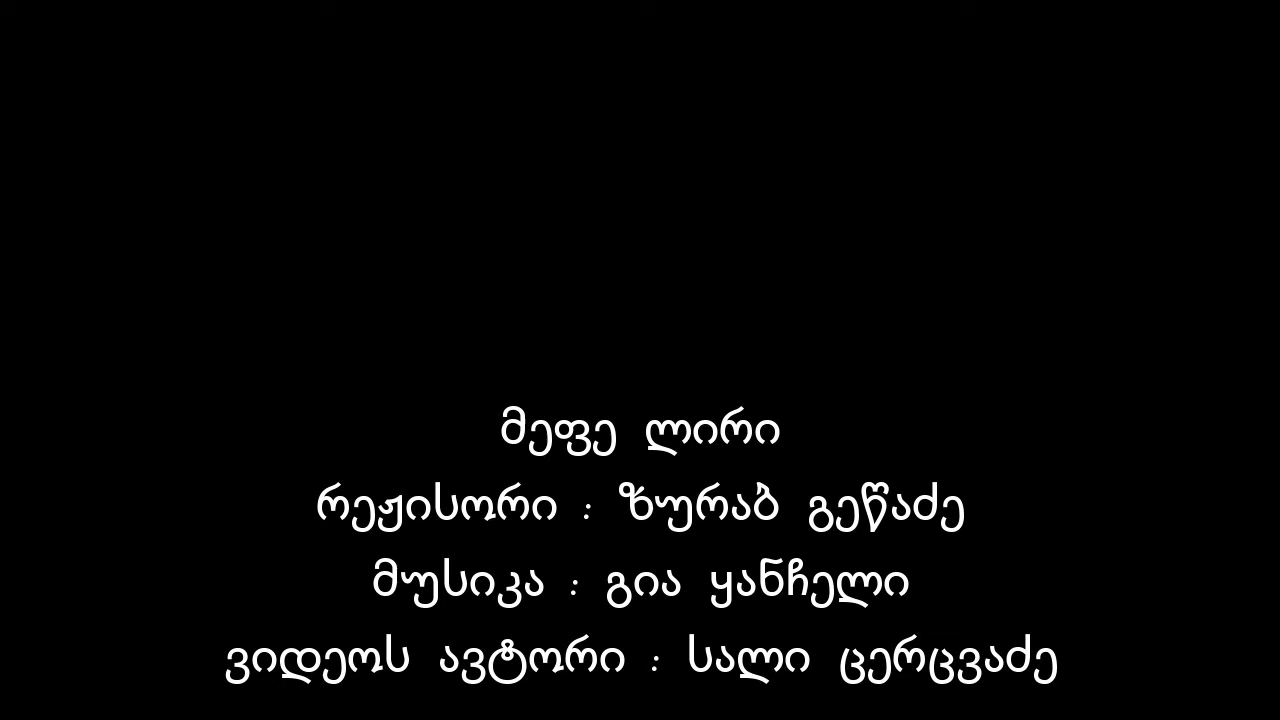 მეფე ლირი
რეჟისორი : ზურაბ გეწაძე
მუსიკა : გია ყანჩელი
ვიდეოს ავტორი : სალი ცერცვაძე